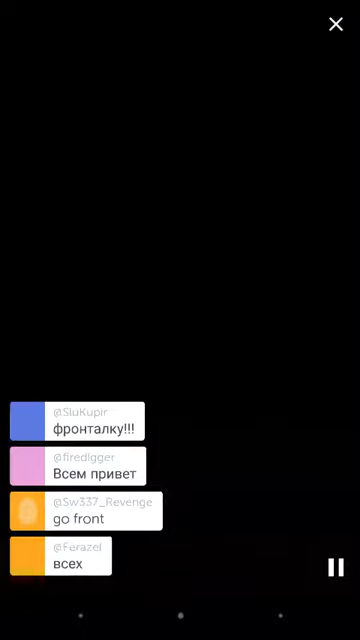 @SluKupir
фронталку!!!
@firedigger
Всем привет
@Sw337_Revenge
go front
@Ferazel
всех